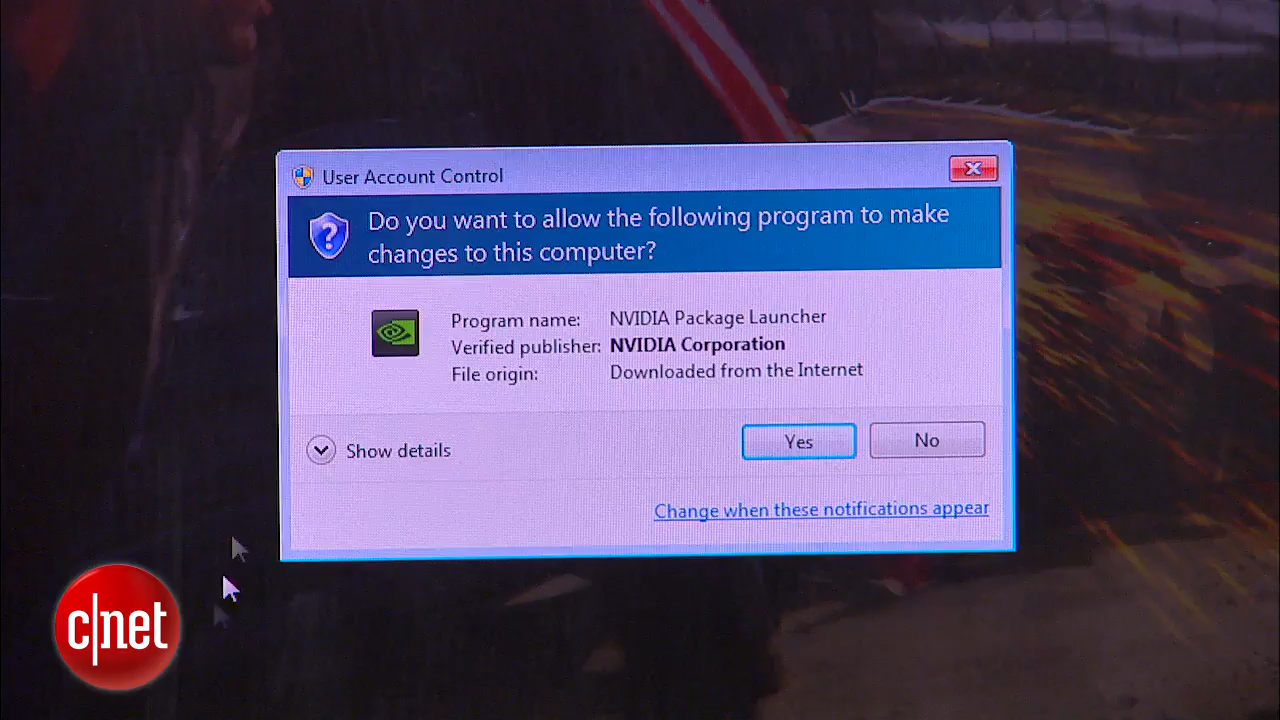 User Account Control
Do you want to allow the following program to make
changes to this computer?
Program name: NVIDIA Package Launcher
Verified publisher: NVIDIA Corporation
File origin: Downloaded from the Internet
Show details
Yes
No
Change when these notifications appear
c|net